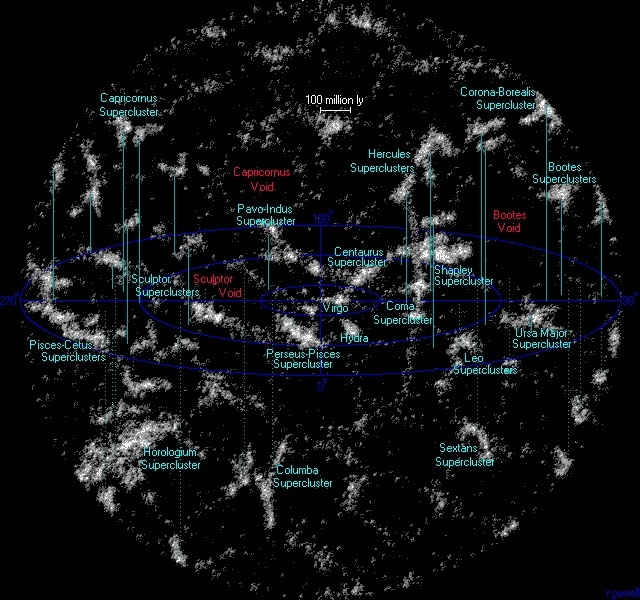 100 million ly
Corona-Borealis
Supercluster
Capricornus
Supercluster
Hercules
Superclusters
Bootes
Superclusters
Capricornus
Void
Pavo-Indus
Supercluster
180°
Bootes
Void
Centaurus
Supercluster
Shapley
Supercluster
Sculptor
Superclusters
Sculptor
Void
270°
90°
Virgo
Coma
Supercluster
Hydra
Ursa Major
Supercluster
Pisces-Cetus
Superclusters
Perseus-Pisces
Supercluster
Leo
Superclusters
0°
Horologium
Supercluster
Sextans
Supercluster
Columba
Supercluster
r.powell